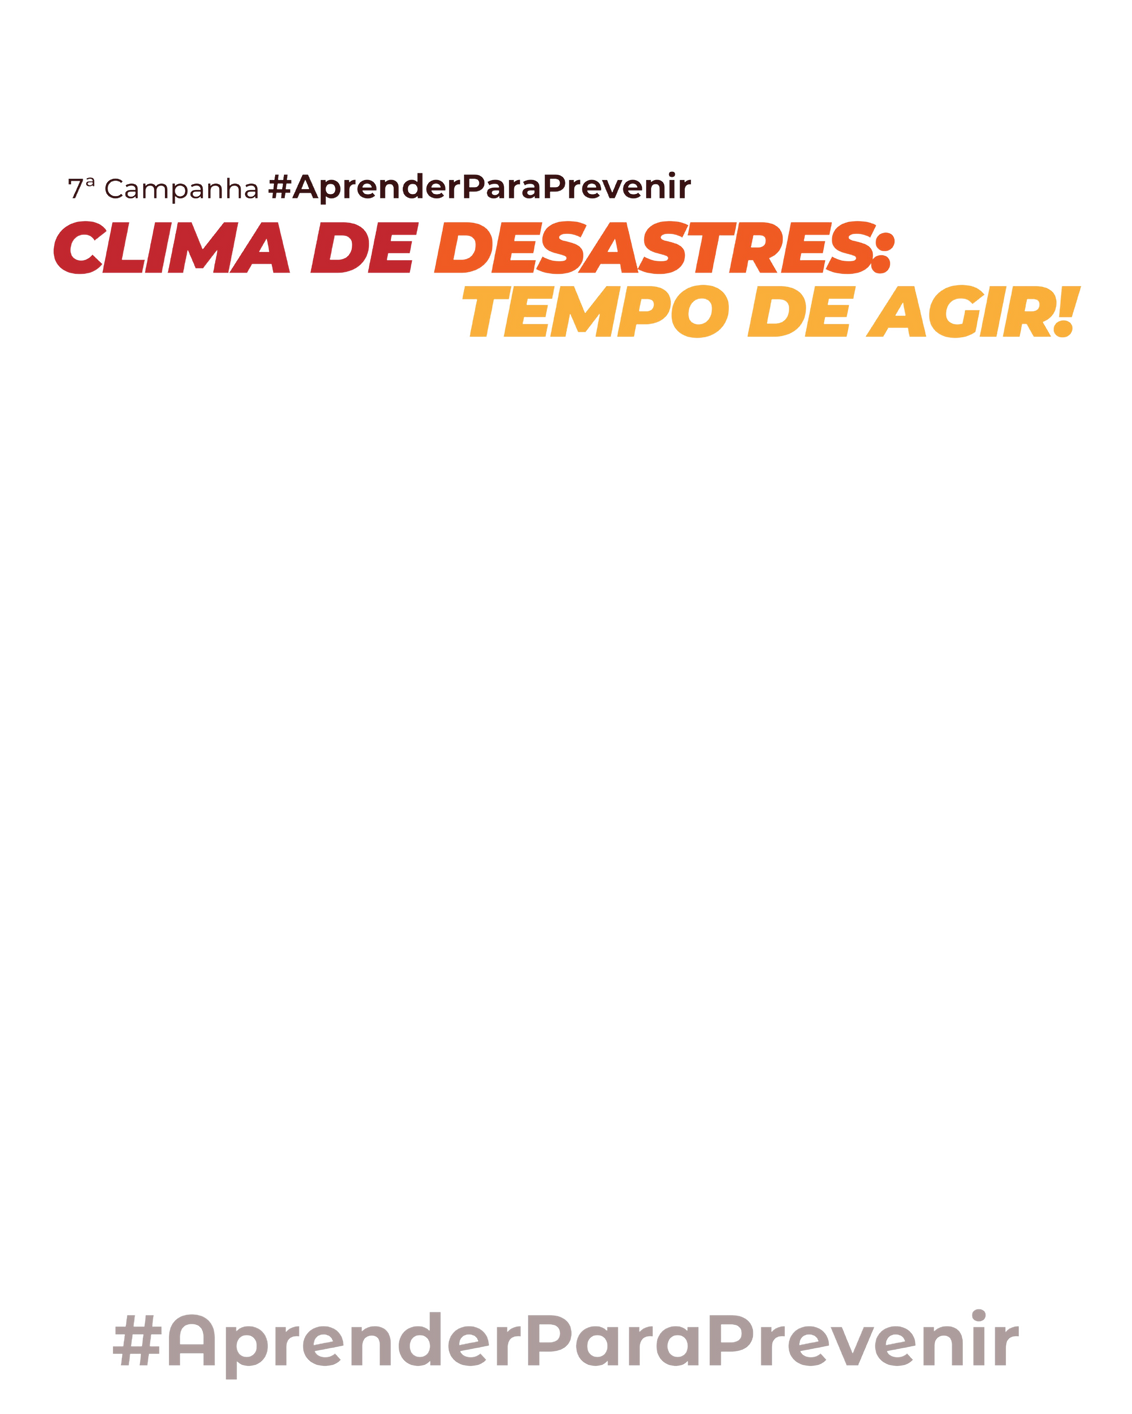 7ª Campanha #AprenderParaPrevenir
CLIMA DE DESASTRES:
TEMPO DE AGIR!
#AprenderParaPrevenir